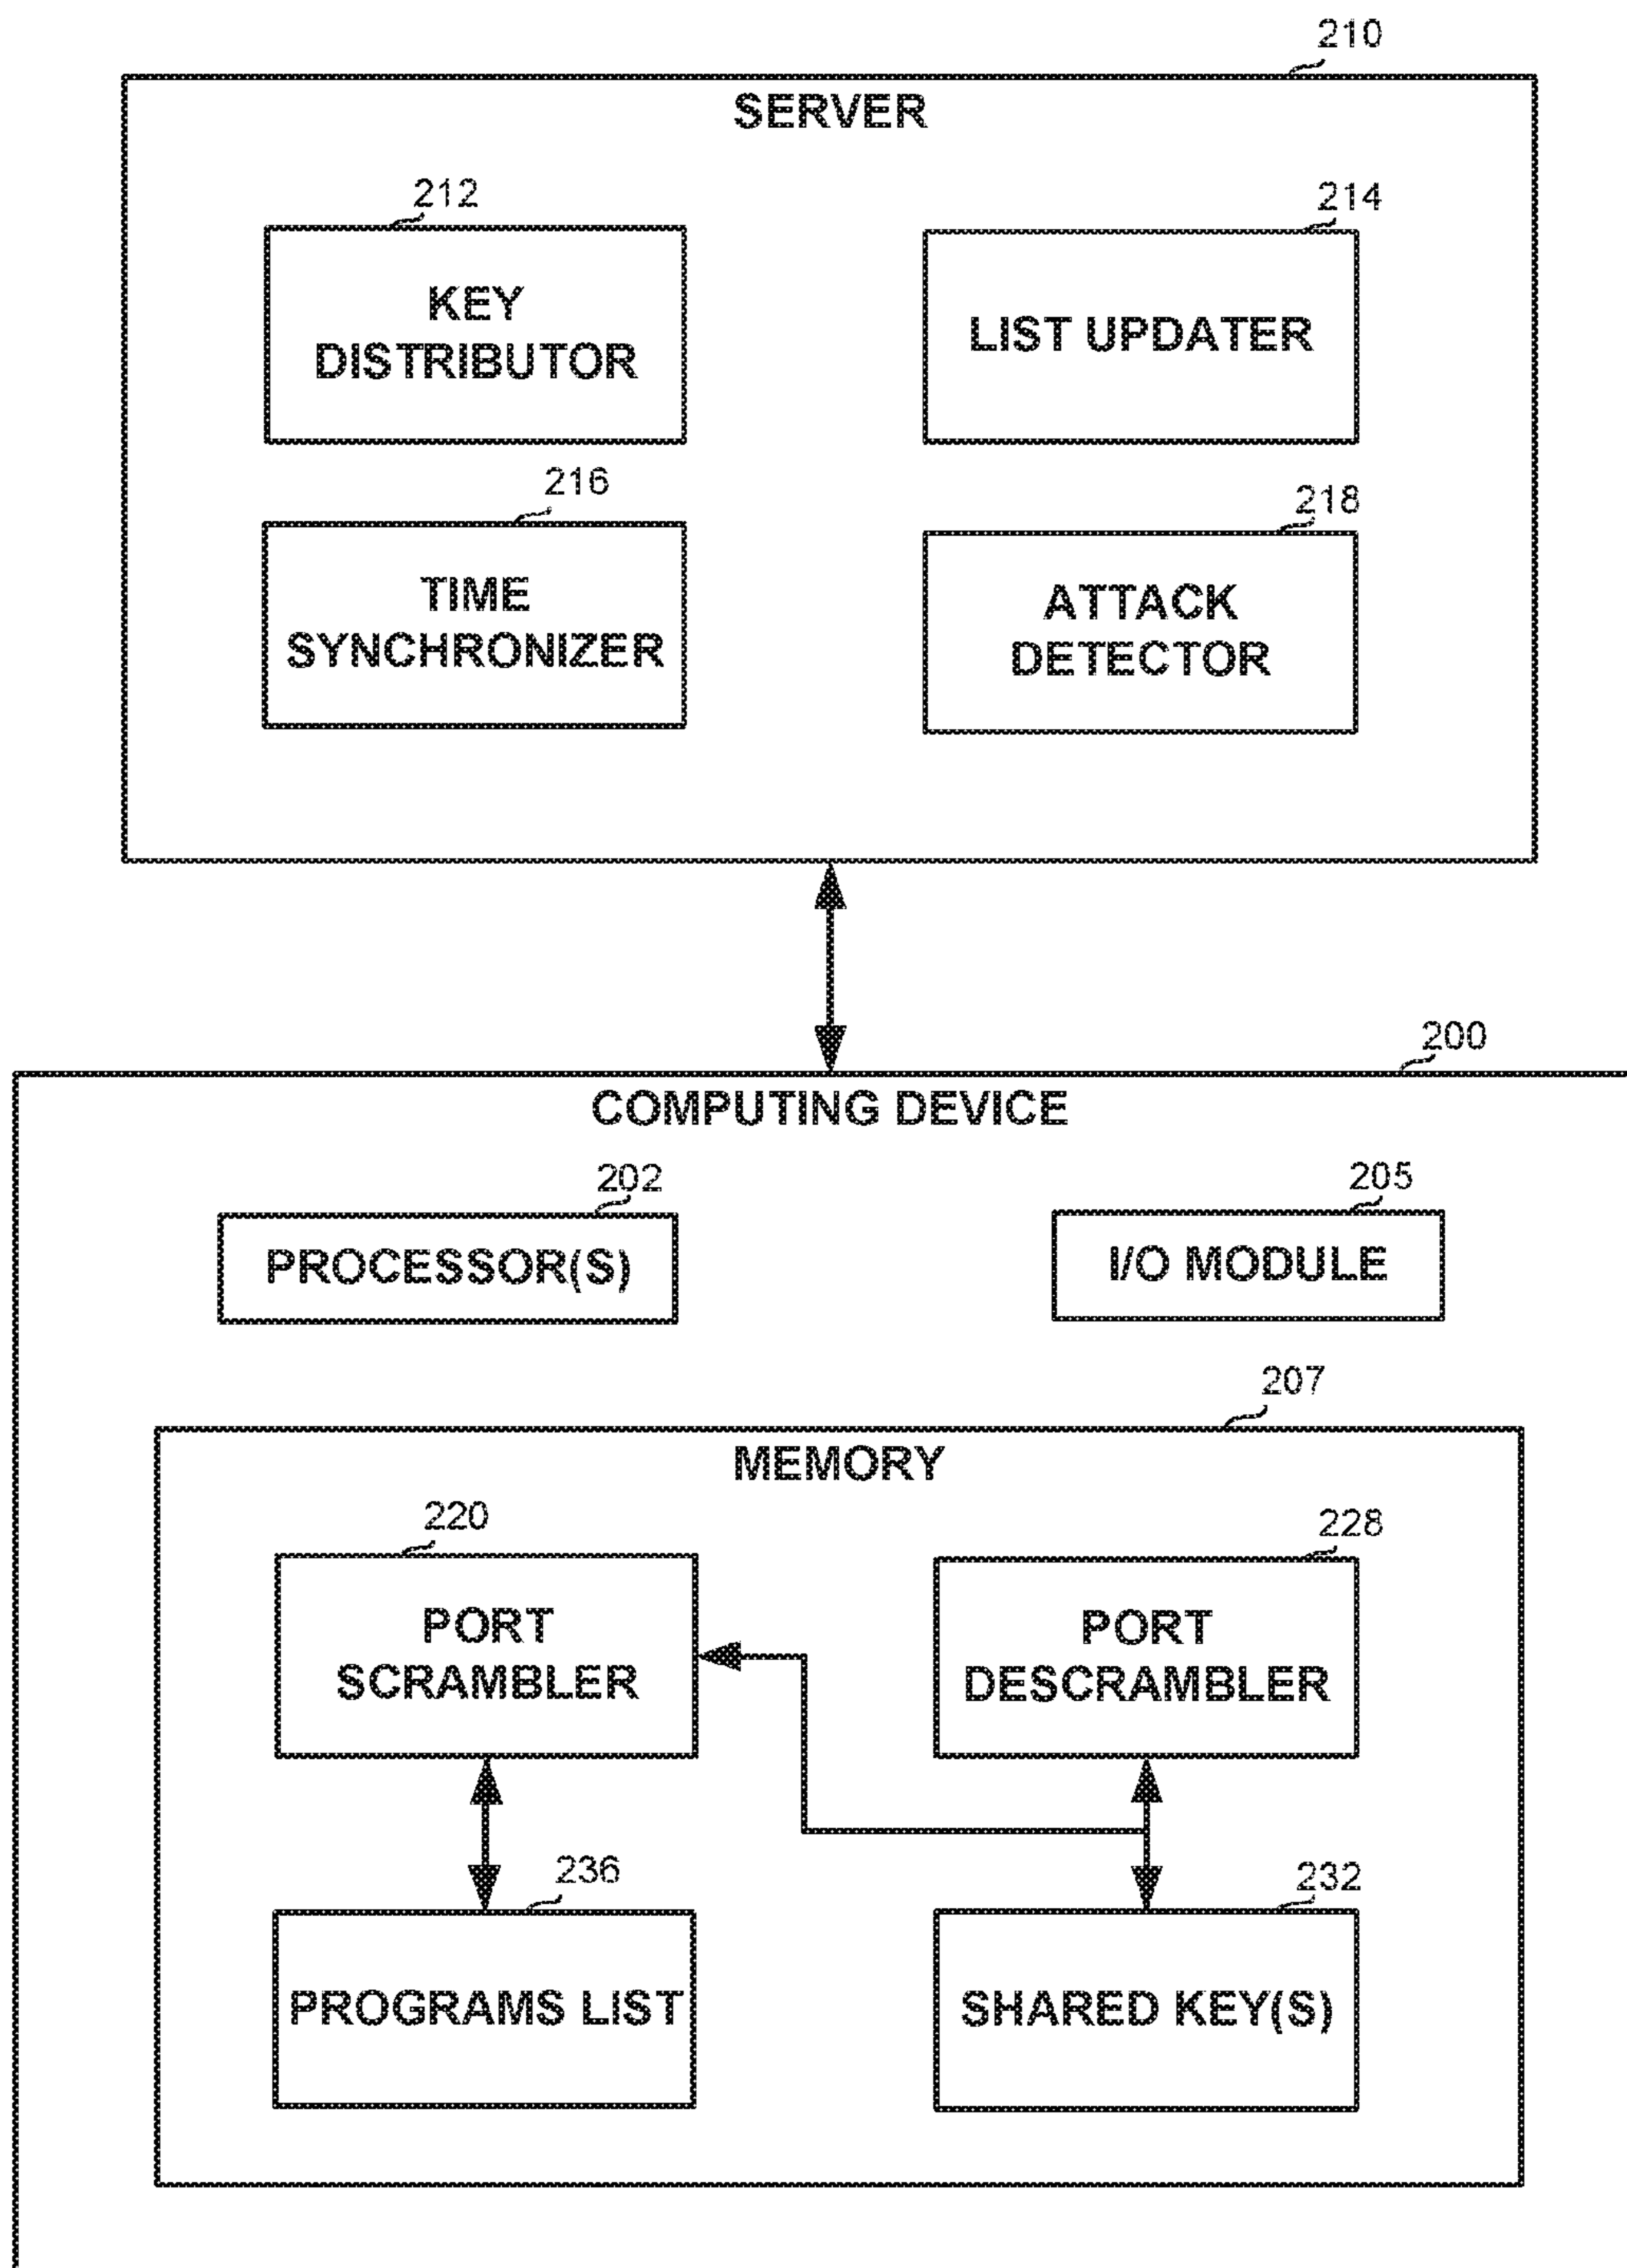 210
SERVER
212
214
KEY
DISTRIBUTOR
LIST UPDATER
216
218
TIME
SYNCHRONIZER
ATTACK
DETECTOR
200
COMPUTING DEVICE
202
205
PROCESSOR(S)
I/O MODULE
207
MEMORY
220
228
PORT
SCRAMBLER
PORT
DESCRAMBLER
236
232
PROGRAMS LIST
SHARED KEY(S)